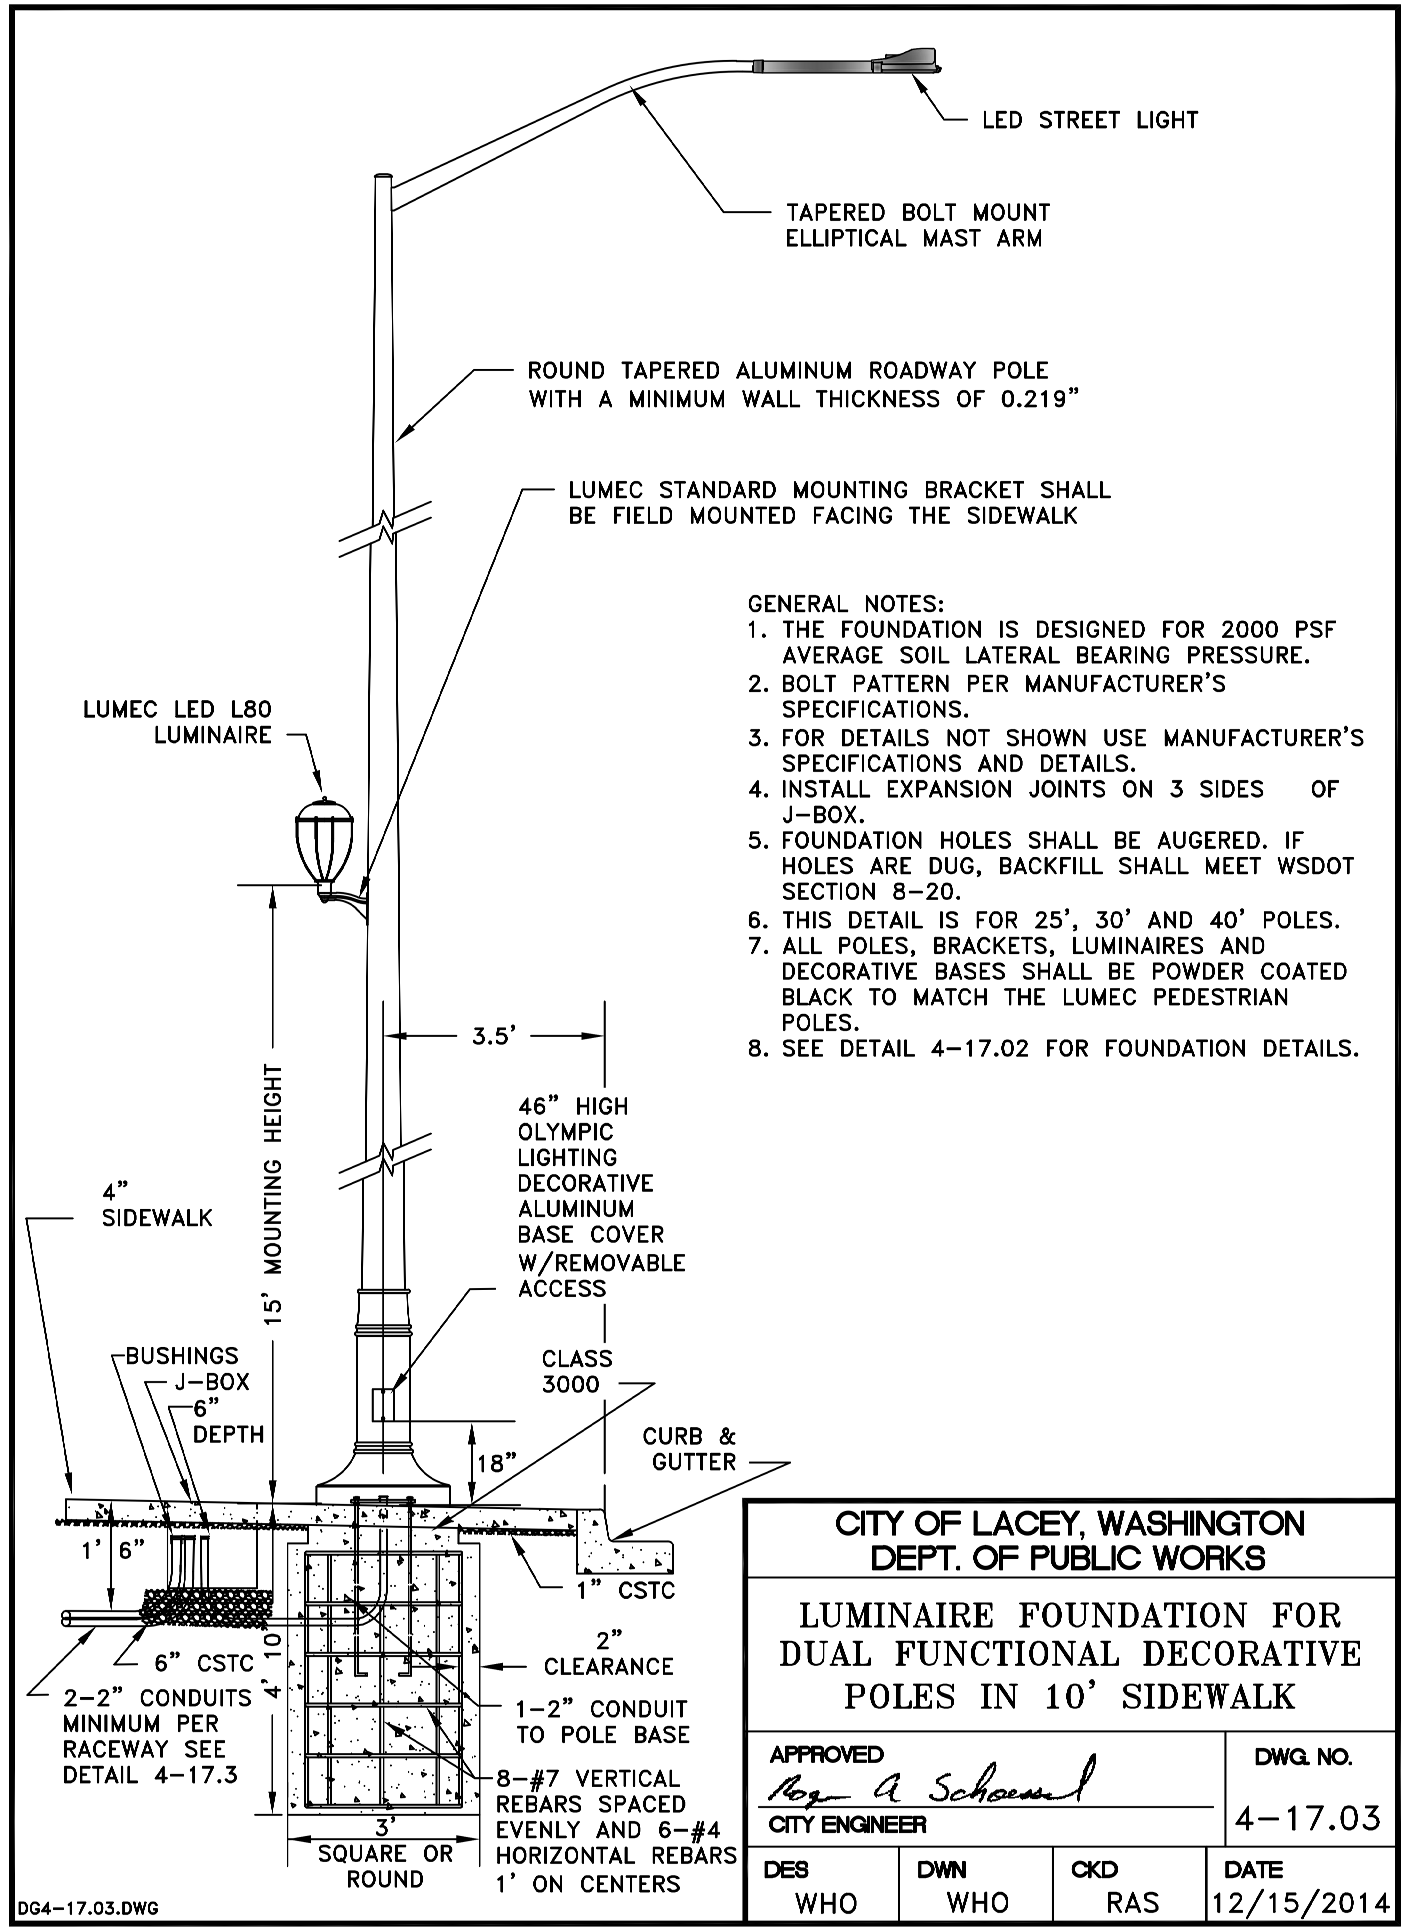 LED STREET LIGHT
TAPERED BOLT MOUNT
ELLIPTICAL MAST ARM
ROUND TAPERED ALUMINUM ROADWAY POLE
WITH A MINIMUM WALL THICKNESS OF 0.219"
LUMEC STANDARD MOUNTING BRACKET SHALL
BE FIELD MOUNTED FACING THE SIDEWALK
GENERAL NOTES:
1. THE FOUNDATION IS DESIGNED FOR 2000 PSF
AVERAGE SOIL LATERAL BEARING PRESSURE.
2. BOLT PATTERN PER MANUFACTURER'S
SPECIFICATIONS.
3. FOR DETAILS NOT SHOWN USE MANUFACTURER'S
SPECIFICATIONS AND DETAILS.
4. INSTALL EXPANSION JOINTS ON 3 SIDES OF
J-BOX.
5. FOUNDATION HOLES SHALL BE AUGERED. IF
HOLES ARE DUG, BACKFILL SHALL MEET WSDOT
SECTION 8-20.
6. THIS DETAIL IS FOR 25', 30' AND 40' POLES.
7. ALL POLES, BRACKETS, LUMINAIRES AND
DECORATIVE BASES SHALL BE POWDER COATED
BLACK TO MATCH THE LUMEC PEDESTRIAN
POLES.
8. SEE DETAIL 4-17.02 FOR FOUNDATION DETAILS.
LUMEC LED L80
LUMINAIRE
3.5'
15' MOUNTING HEIGHT
46" HIGH
OLYMPIC
LIGHTING
DECORATIVE
ALUMINUM
BASE COVER
W/REMOVABLE
ACCESS
4"
SIDEWALK
BUSHINGS
J-BOX
6"
DEPTH
CLASS
3000
18"
CURB &
GUTTER
1' 6"
1" CSTC
6" CSTC
4' 10"
2"
CLEARANCE
2-2" CONDUITS
MINIMUM PER
RACEWAY SEE
DETAIL 4-17.3
1-2" CONDUIT
TO POLE BASE
8-#7 VERTICAL
REBARS SPACED
EVENLY AND 6-#4
HORIZONTAL REBARS
1' ON CENTERS
3'
SQUARE OR
ROUND
DG4-17.03.DWG
CITY OF LACEY, WASHINGTON
DEPT. OF PUBLIC WORKS
LUMINAIRE FOUNDATION FOR
DUAL FUNCTIONAL DECORATIVE
POLES IN 10' SIDEWALK
APPROVED
Roger A Schoessel
CITY ENGINEER
DWG. NO.
4-17.03
DES
WHO
DWN
WHO
CKD
RAS
DATE
12/15/2014